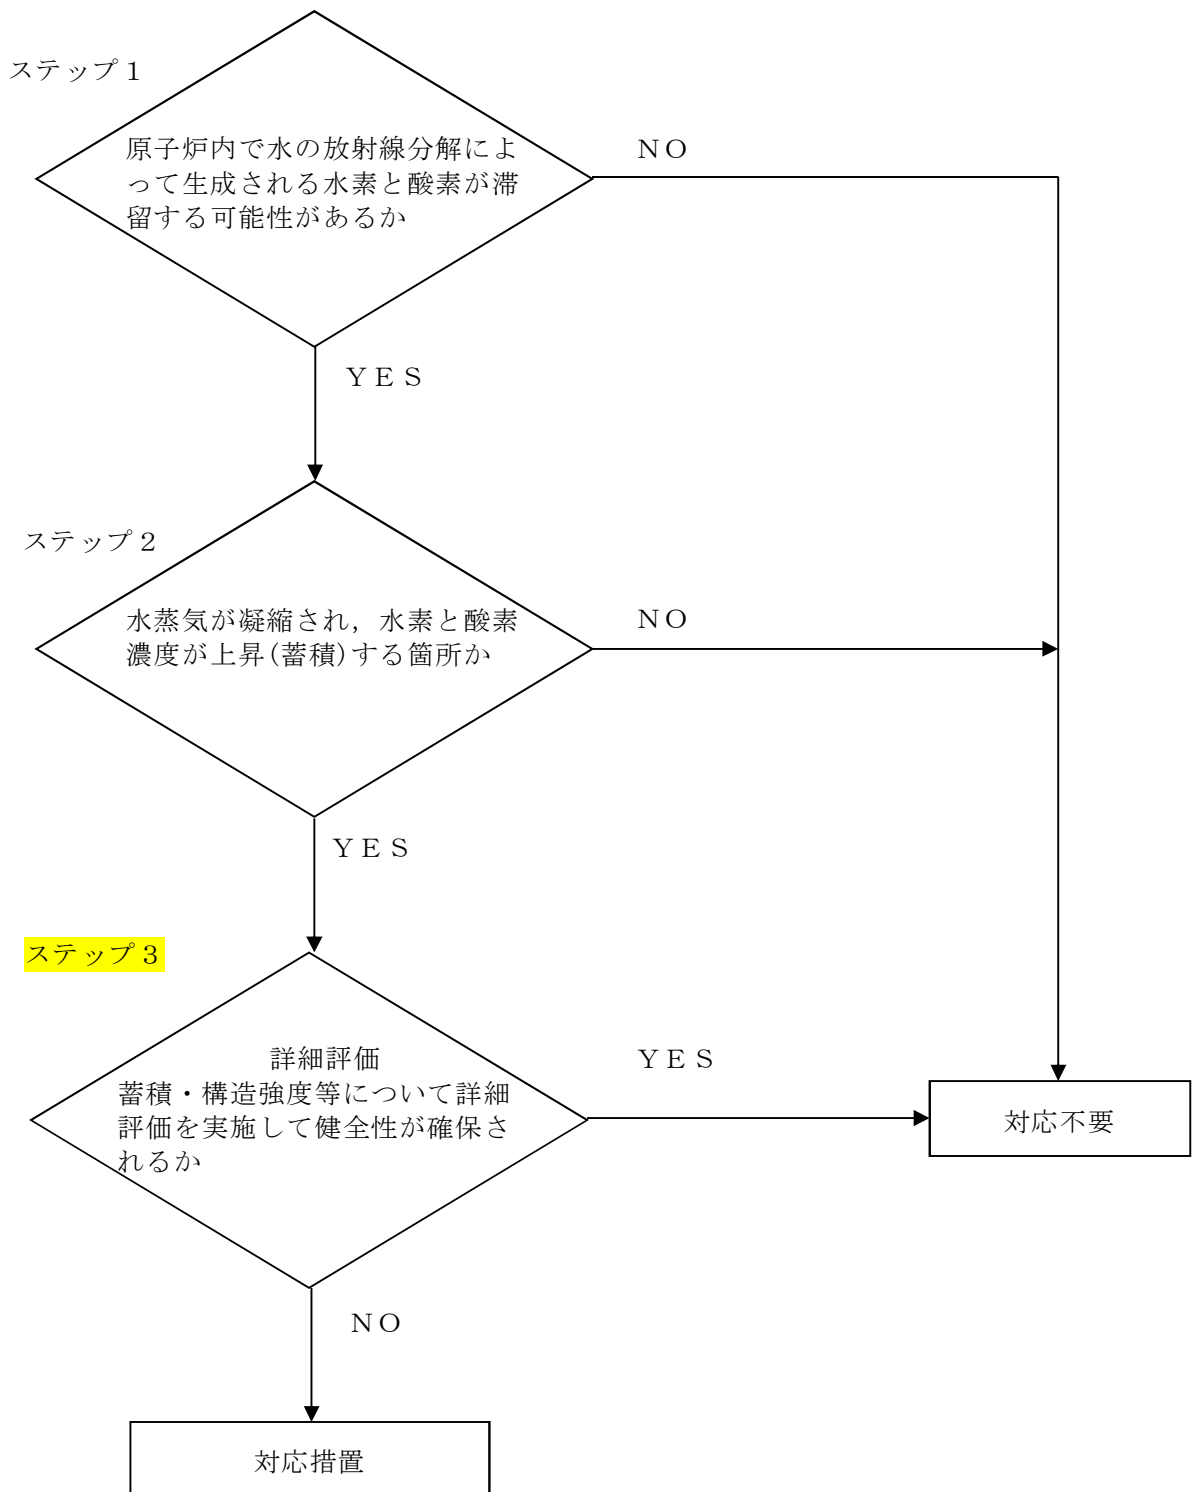 ステップ１
原子炉内で水の放射線分解によ
って生成される水素と酸素が滞
留する可能性があるか
ＮＯ
ＹＥＳ
ステップ２
水蒸気が凝縮され，水素と酸素
濃度が上昇(蓄積)する箇所か
ＮＯ
ＹＥＳ
ステップ３
詳細評価
蓄積・構造強度等について詳細
評価を実施して健全性が確保さ
れるか
ＹＥＳ
対応不要
ＮＯ
対応措置